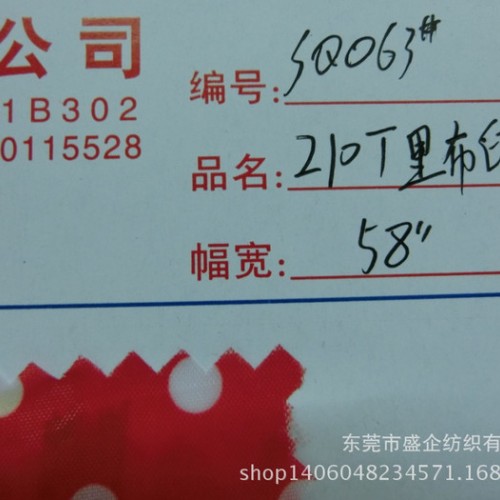 公司
1B302
0115528
编号: SQ063#
品名: 210T里布
幅宽: 58"
东莞市盛企纺织有
shop1406048234571.168